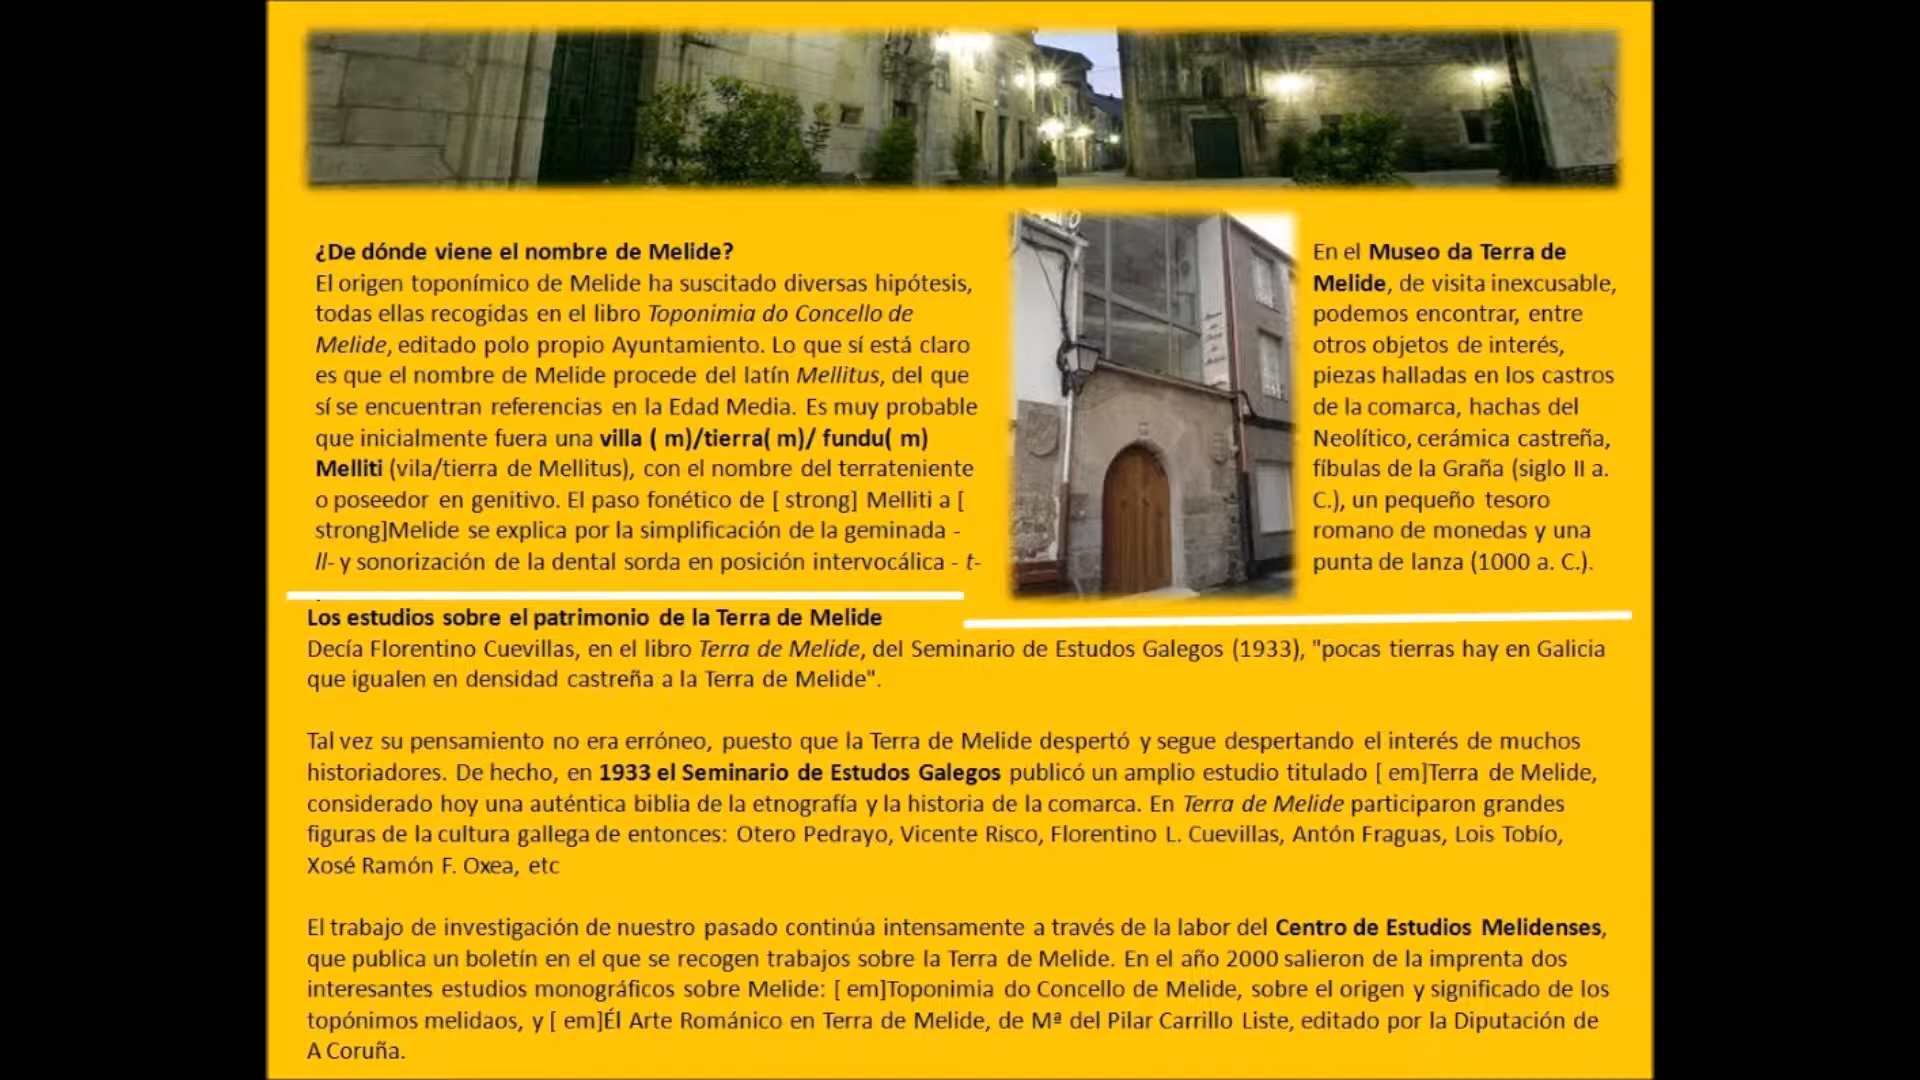 ¿De dónde viene el nombre de Melide?
El origen toponímico de Melide ha suscitado diversas hipótesis,
todas ellas recogidas en el libro Toponimia do Concello de
Melide, editado polo propio Ayuntamiento. Lo que sí está claro
es que el nombre de Melide procede del latín Mellitus, del que
sí se encuentran referencias en la Edad Media. Es muy probable
que inicialmente fuera una villa ( m)/tierra( m)/ fundu( m)
Melliti (vila/tierra de Mellitus), con el nombre del terrateniente
o poseedor en genitivo. El paso fonético de [ strong] Melliti a [
strong]Melide se explica por la simplificación de la geminada -
ll- y sonorización de la dental sorda en posición intervocálica - t-
En el Museo da Terra de
Melide, de visita inexcusable,
podemos encontrar, entre
otros objetos de interés,
piezas halladas en los castros
de la comarca, hachas del
Neolítico, cerámica castreña,
fíbulas de la Graña (siglo II a.
C.), un pequeño tesoro
romano de monedas y una
punta de lanza (1000 a. C.).
Los estudios sobre el patrimonio de la Terra de Melide
Decía Florentino Cuevillas, en el libro Terra de Melide, del Seminario de Estudos Galegos (1933), "pocas tierras hay en Galicia
que igualen en densidad castreña a la Terra de Melide".
Tal vez su pensamiento no era erróneo, puesto que la Terra de Melide despertó y segue despertando el interés de muchos
historiadores. De hecho, en 1933 el Seminario de Estudos Galegos publicó un amplio estudio titulado [ em]Terra de Melide,
considerado hoy una auténtica biblia de la etnografía y la historia de la comarca. En Terra de Melide participaron grandes
figuras de la cultura gallega de entonces: Otero Pedrayo, Vicente Risco, Florentino L. Cuevillas, Antón Fraguas, Lois Tobío,
Xosé Ramón F. Oxea, etc
El trabajo de investigación de nuestro pasado continúa intensamente a través de la labor del Centro de Estudios Melidenses,
que publica un boletín en el que se recogen trabajos sobre la Terra de Melide. En el año 2000 salieron de la imprenta dos
interesantes estudios monográficos sobre Melide: [ em]Toponimia do Concello de Melide, sobre el origen y significado de los
topónimos melidaos, y [ em]Él Arte Románico en Terra de Melide, de Mª del Pilar Carrillo Liste, editado por la Diputación de
A Coruña.